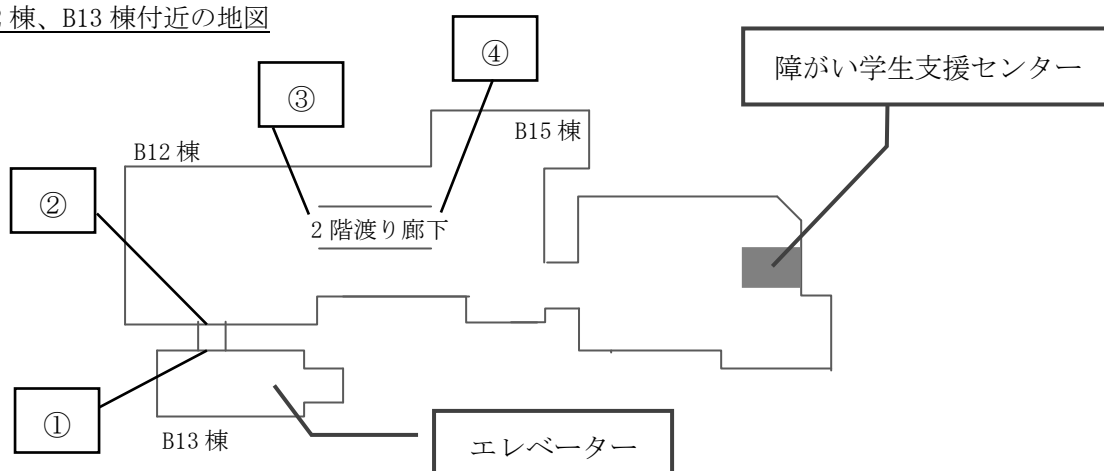 棟、B13 棟付近の地図
④
障がい学生支援センター
③
B15 棟
B12 棟
②
2 階渡り廊下
①
B13 棟
エレベーター